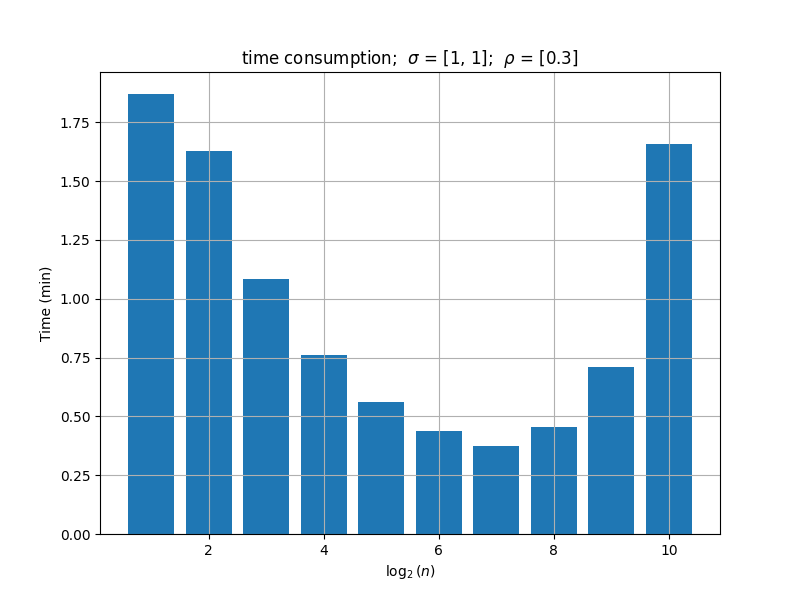 time consumption; σ = [1, 1]; ρ = [0.3]
Time (min)
1.75
1.50
1.25
1.00
0.75
0.50
0.25
0.00
2 4 6 8 10
log₂(n)